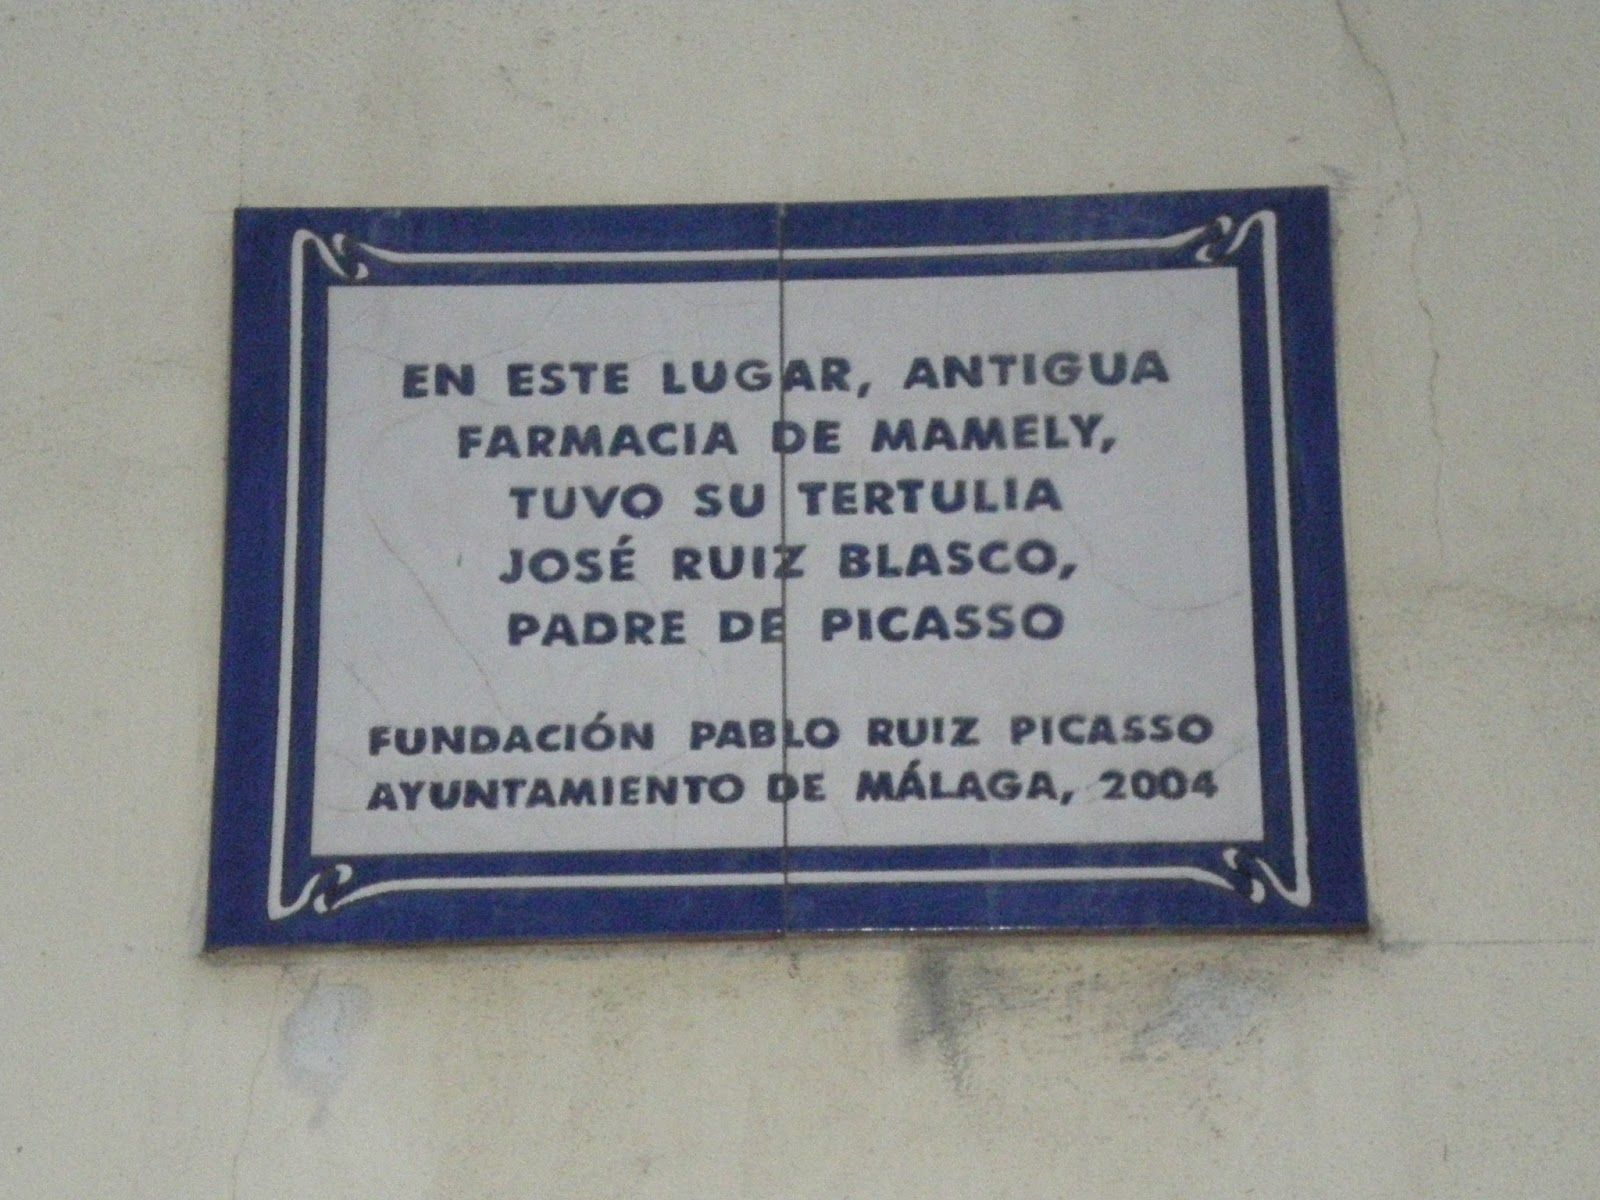 EN ESTE LUGAR, ANTIGUA
FARMACIA DE MAMELY,
TUVO SU TERTULIA
JOSÉ RUIZ BLASCO,
PADRE DE PICASSO
FUNDACIÓN PABLO RUIZ PICASSO
AYUNTAMIENTO DE MÁLAGA, 2004